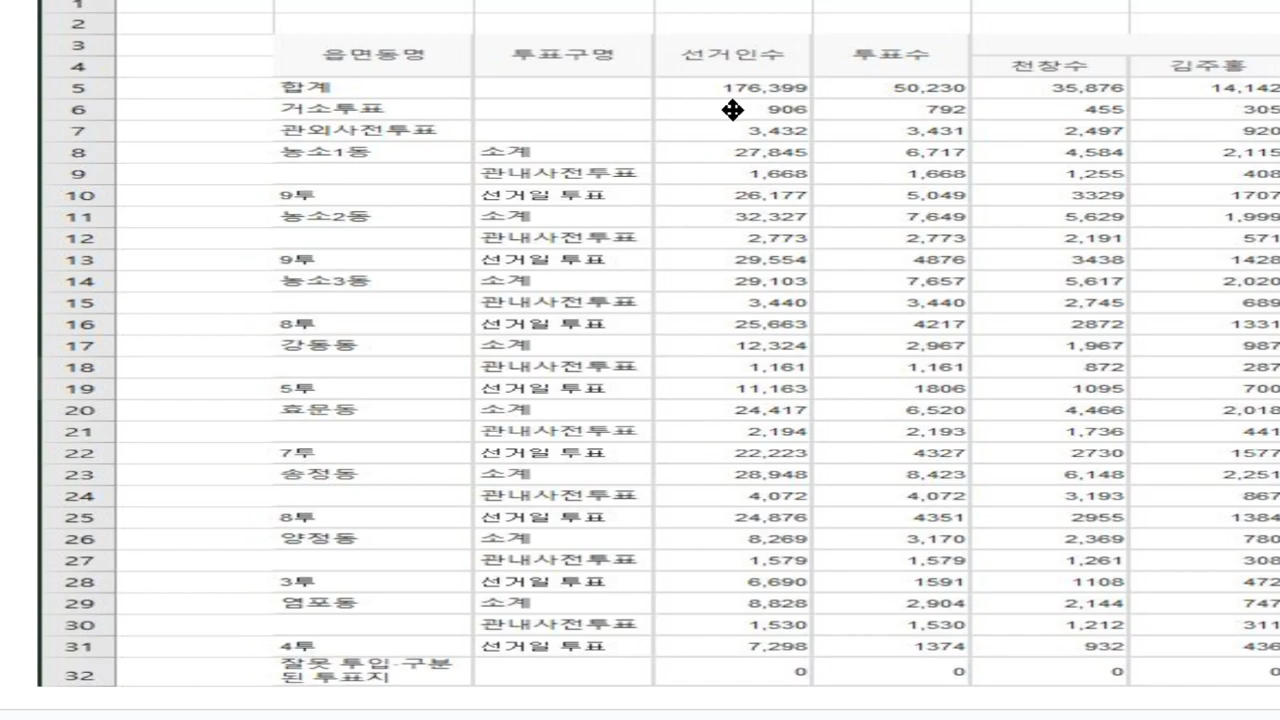 1
2
3 읍면동명 투표구명 선거인수 투표수
4 천창수 김주홍
5 합계 176,399 50,230 35,876 14,142
6 거소투표 906 792 455 305
7 관외사전투표 3,432 3,431 2,497 920
8 농소1동 소계 27,845 6,717 4,584 2,115
9 관내사전투표 1,668 1,668 1,255 408
10 9투 선거일 투표 26,177 5,049 3329 1707
11 농소2동 소계 32,327 7,649 5,629 1,999
12 관내사전투표 2,773 2,773 2,191 571
13 9투 선거일 투표 29,554 4876 3438 1428
14 농소3동 소계 29,103 7,657 5,617 2,020
15 관내사전투표 3,440 3,440 2,745 689
16 8투 선거일 투표 25,663 4217 2872 1331
17 강동동 소계 12,324 2,967 1,967 987
18 관내사전투표 1,161 1,161 872 287
19 5투 선거일 투표 11,163 1806 1095 700
20 효문동 소계 24,417 6,520 4,466 2,018
21 관내사전투표 2,194 2,193 1,736 441
22 7투 선거일 투표 22,223 4327 2730 1577
23 송정동 소계 28,948 8,423 6,148 2,251
24 관내사전투표 4,072 4,072 3,193 867
25 8투 선거일 투표 24,876 4351 2955 1384
26 양정동 소계 8,269 3,170 2,369 780
27 관내사전투표 1,579 1,579 1,261 308
28 3투 선거일 투표 6,690 1591 1108 472
29 염포동 소계 8,828 2,904 2,144 747
30 관내사전투표 1,530 1,530 1,212 311
31 4투 선거일 투표 7,298 1374 932 436
32 잘못 투입·구분 0 0 0 0
된 투표지